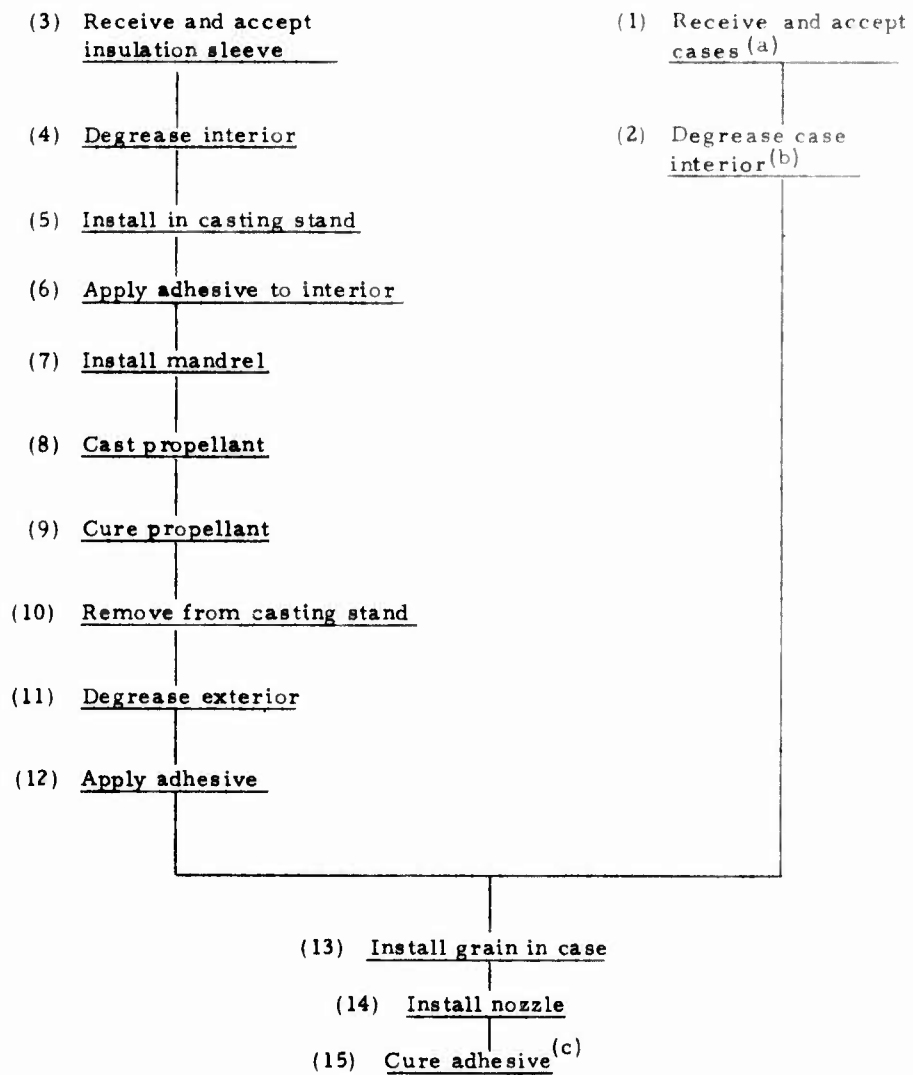 (3) Receive and accept
insulation sleeve
(4) Degrease interior
(5) Install in casting stand
(6) Apply adhesive to interior
(7) Install mandrel
(8) Cast propellant
(9) Cure propellant
(10) Remove from casting stand
(11) Degrease exterior
(12) Apply adhesive
(1) Receive and accept
cases (a)
(2) Degrease case
interior (b)
(13) Install grain in case
(14) Install nozzle
(15) Cure adhesive (c)